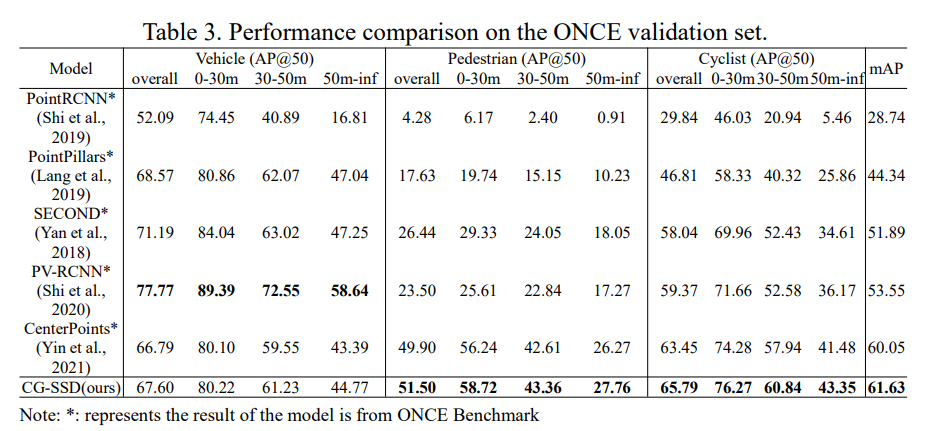 Table 3. Performance comparison on the ONCE validation set.
Model Vehicle (AP@50) Pedestrian (AP@50) Cyclist (AP@50) mAP
overall 0-30m 30-50m 50m-inf overall 0-30m 30-50m 50m-inf overall 0-30m 30-50m 50m-inf
PointRCNN*
(Shi et al., 52.09 74.45 40.89 16.81 4.28 6.17 2.40 0.91 29.84 46.03 20.94 5.46 28.74
2019)
PointPillars*
(Lang et al., 68.57 80.86 62.07 47.04 17.63 19.74 15.15 10.23 46.81 58.33 40.32 25.86 44.34
2019)
SECOND*
(Yan et al., 71.19 84.04 63.02 47.25 26.44 29.33 24.05 18.05 58.04 69.96 52.43 34.61 51.89
2018)
PV-RCNN*
(Shi et al., 77.77 89.39 72.55 58.64 23.50 25.61 22.84 17.27 59.37 71.66 52.58 36.17 53.55
2020)
CenterPoints*
(Yin et al., 66.79 80.10 59.55 43.39 49.90 56.24 42.61 26.27 63.45 74.28 57.94 41.48 60.05
2021)
CG-SSD(ours) 67.60 80.22 61.23 44.77 51.50 58.72 43.36 27.76 65.79 76.27 60.84 43.35 61.63
Note: *: represents the result of the model is from ONCE Benchmark